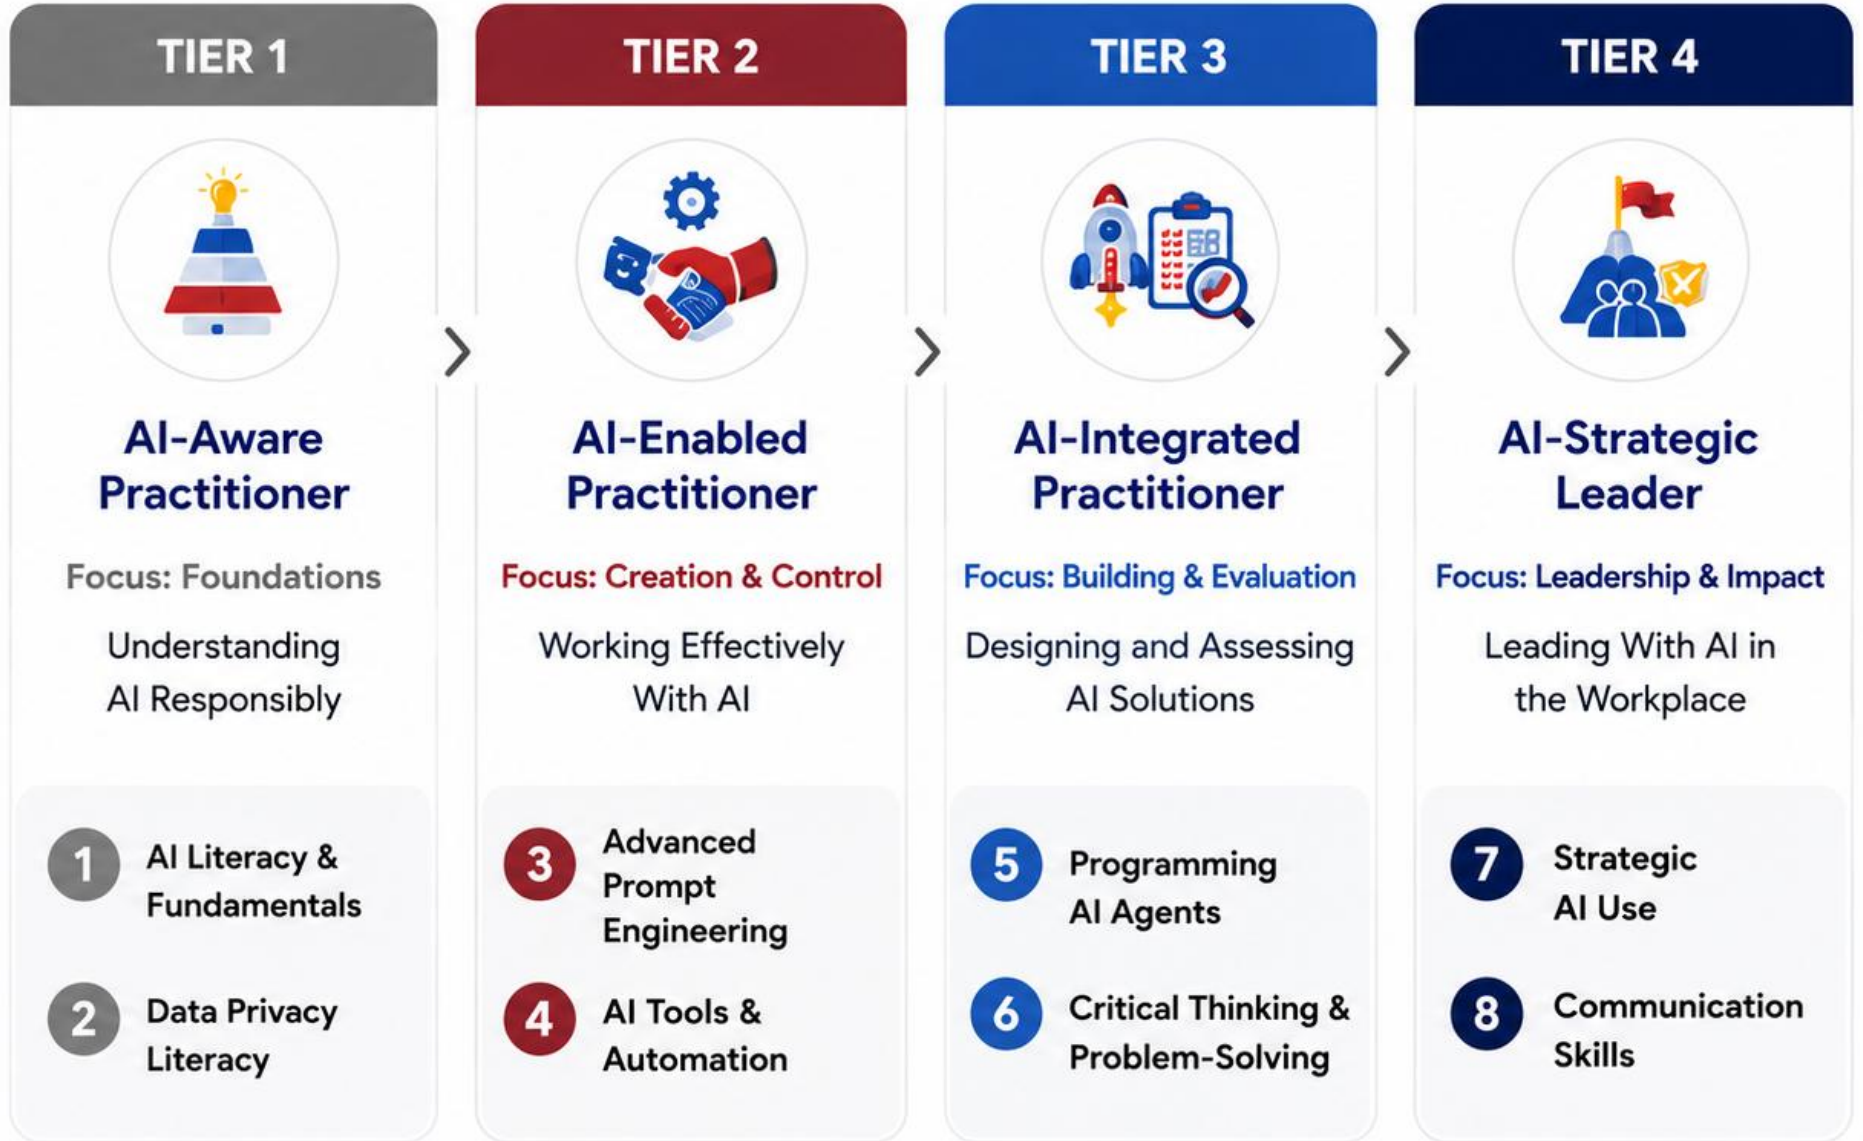 TIER 1
AI-Aware
Practitioner
Focus: Foundations
Understanding
AI Responsibly
1
AI Literacy &
Fundamentals
2
Data Privacy
Literacy
TIER 2
AI-Enabled
Practitioner
Focus: Creation & Control
Working Effectively
With AI
3
Advanced
Prompt
Engineering
4
AI Tools &
Automation
TIER 3
AI-Integrated
Practitioner
Focus: Building & Evaluation
Designing and Assessing
AI Solutions
5
Programming
AI Agents
6
Critical Thinking &
Problem-Solving
TIER 4
AI-Strategic
Leader
Focus: Leadership & Impact
Leading With AI in
the Workplace
7
Strategic
AI Use
8
Communication
Skills